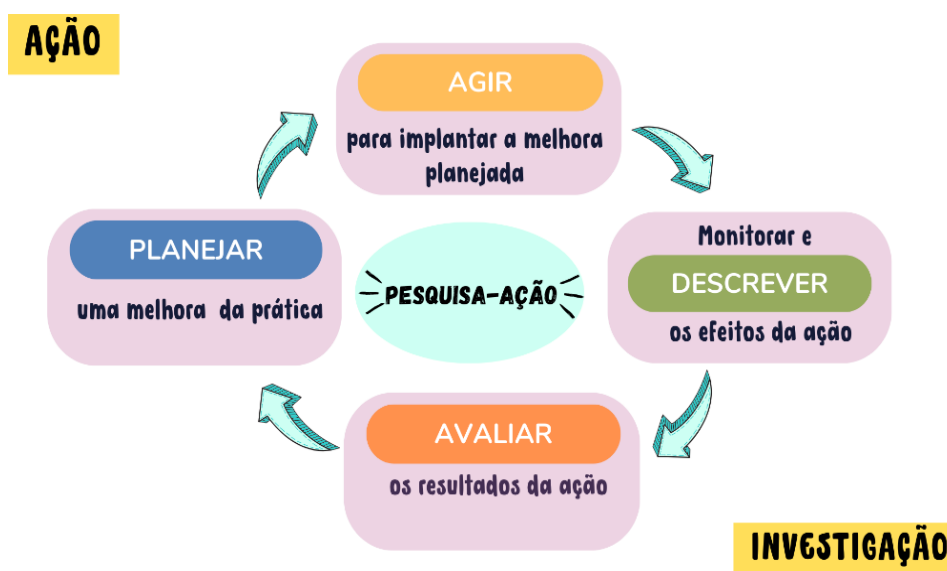 AÇÃO
AGIR
para implantar a melhora
planejada
PLANEJAR
uma melhora da prática
PESQUISA-AÇÃO
Monitorar e
DESCREVER
os efeitos da ação
AVALIAR
os resultados da ação
INVESTIGAÇÃO